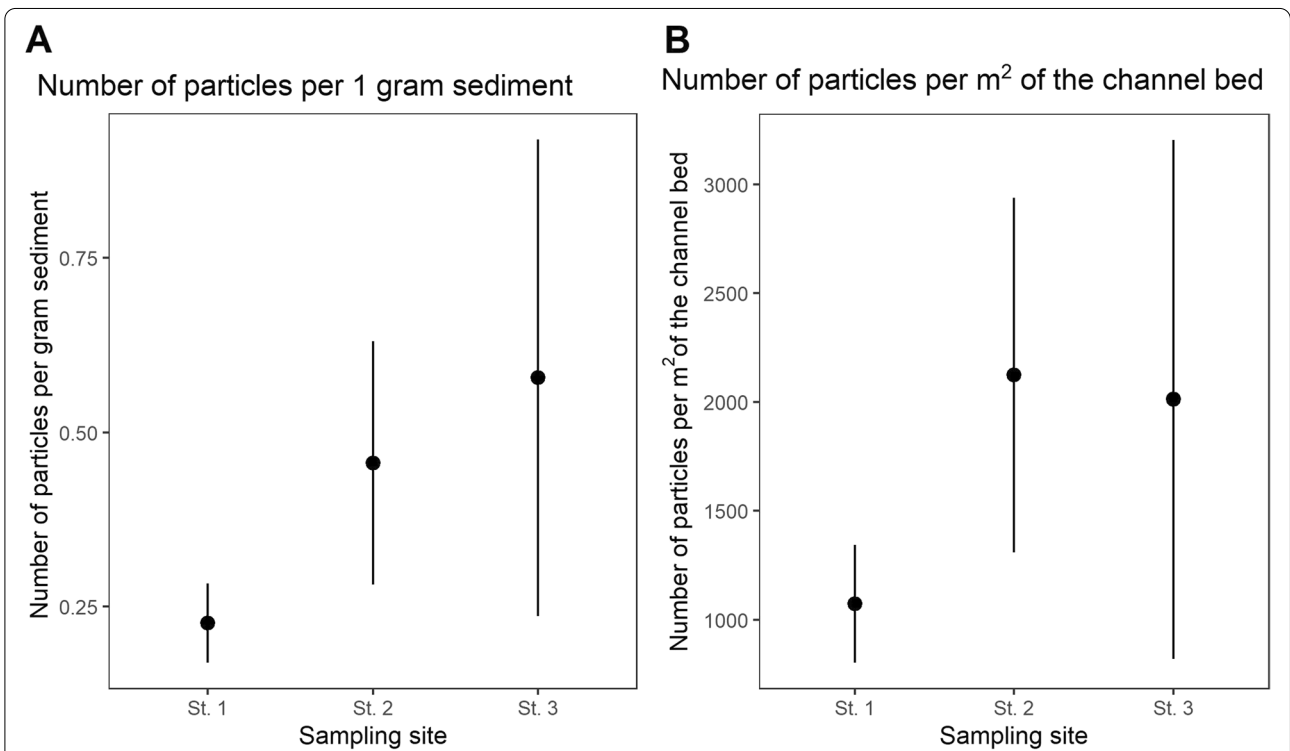 A
Number of particles per 1 gram sediment
Number of particles per gram sediment
0.75
0.50
0.25
St. 1 St. 2 St. 3
Sampling site
B
Number of particles per m² of the channel bed
Number of particles per m² of the channel bed
3000
2500
2000
1500
1000
St. 1 St. 2 St. 3
Sampling site